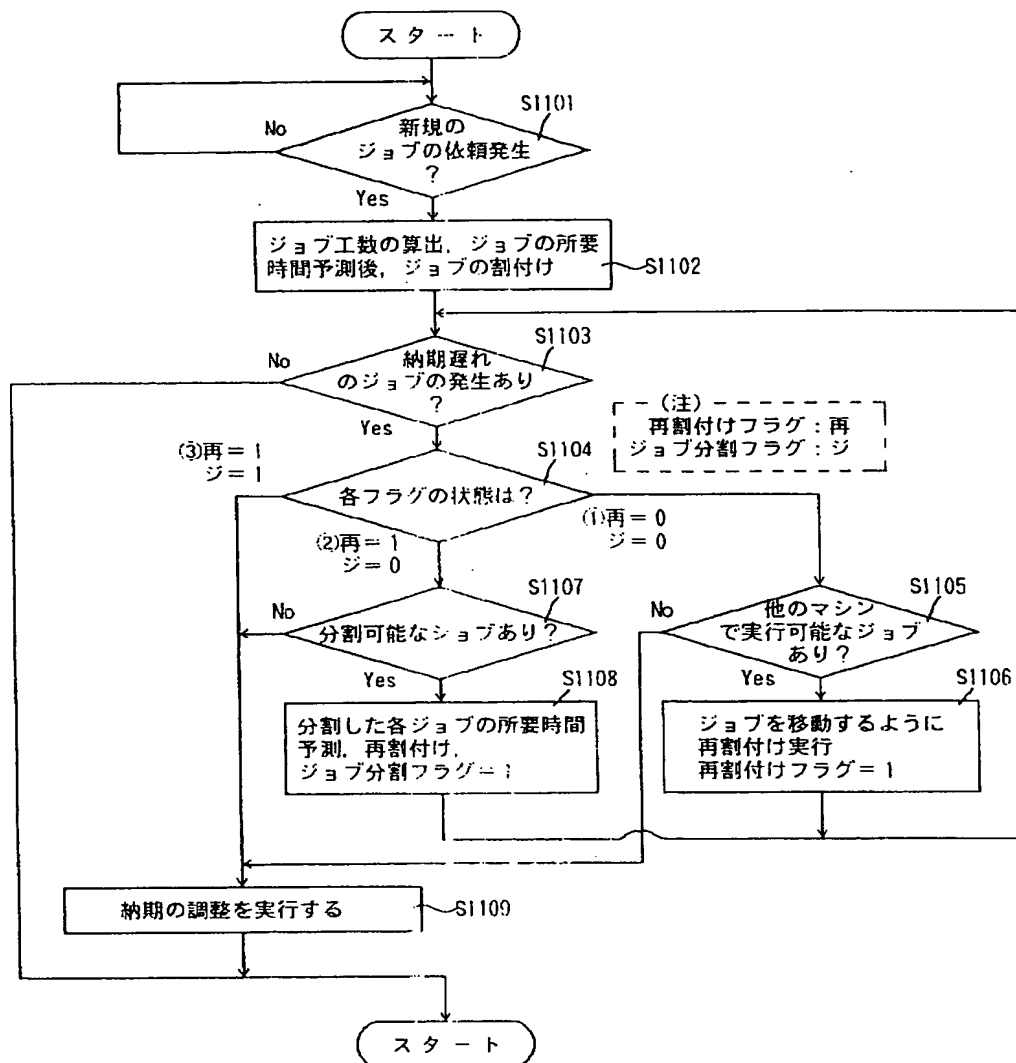 スタート
S1101
No
新規の
ジョブの依頼発生
?
Yes
ジョブ工数の算出,ジョブの所要
時間予測後,ジョブの割付け
S1102
S1103
No
納期遅れ
のジョブの発生あり
?
Yes
(注)
再割付けフラグ:再
ジョブ分割フラグ:ジ
③再=1
ジ=1
S1104
各フラグの状態は?
①再=0
ジ=0
②再=1
ジ=0
S1107
No
分割可能なジョブあり?
Yes
S1105
No
他のマシン
で実行可能なジョブ
あり?
Yes
S1108
分割した各ジョブの所要時間
予測,再割付け,
ジョブ分割フラグ=1
S1106
ジョブを移動するように
再割付け実行
再割付けフラグ=1
納期の調整を実行する
S1109
スタート